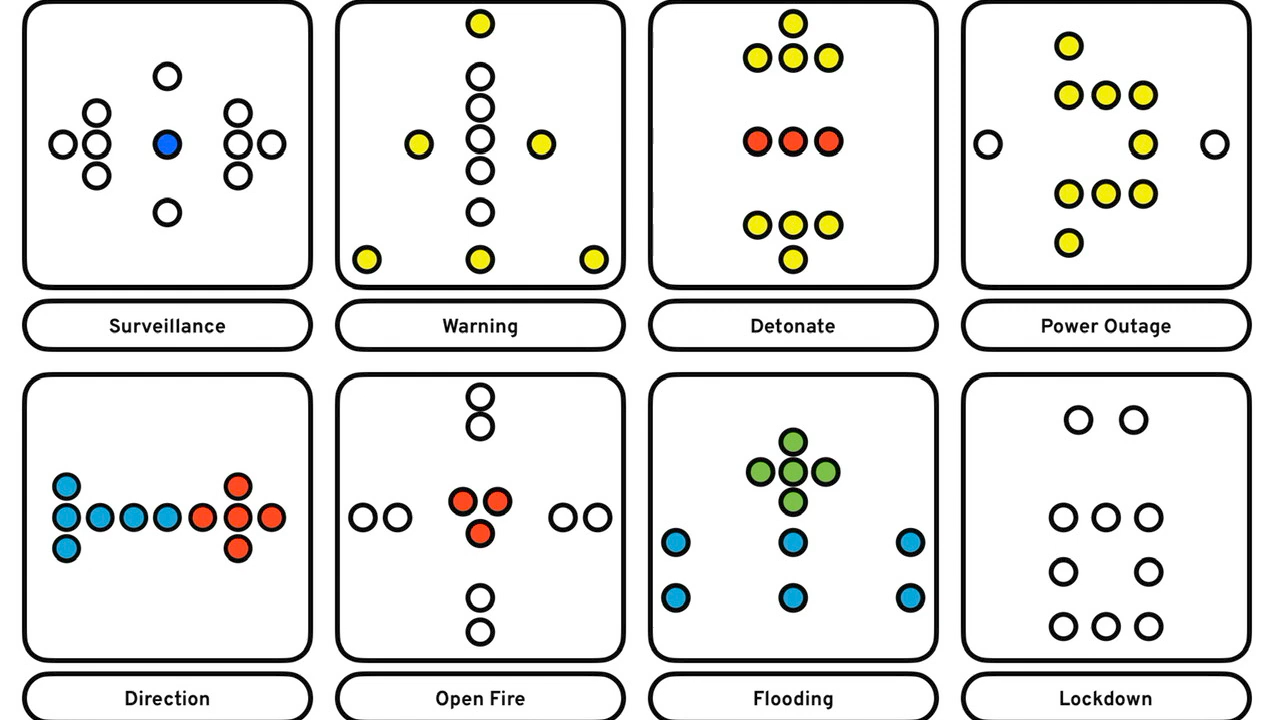 Surveillance
Warning
Detonate
Power Outage
Direction
Open Fire
Flooding
Lockdown